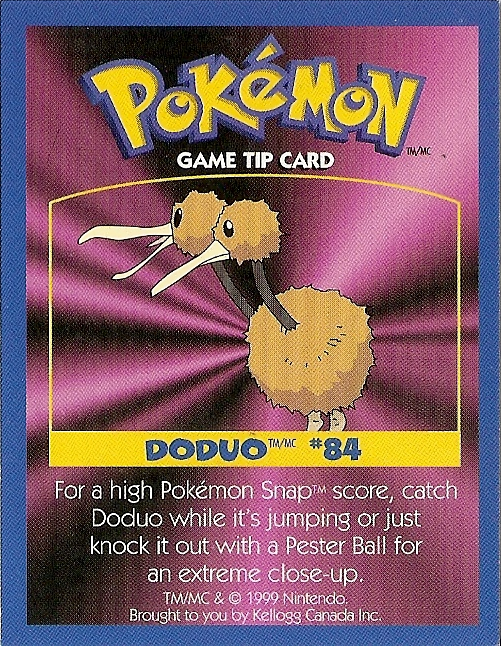 POKÉMON
TM/MC
GAME TIP CARD
DODUO TM/MC #84
For a high Pokémon Snap™ score, catch
Doduo while it's jumping or just
knock it out with a Pester Ball for
an extreme close-up.
TM/MC & © 1999 Nintendo.
Brought to you by Kellogg Canada Inc.